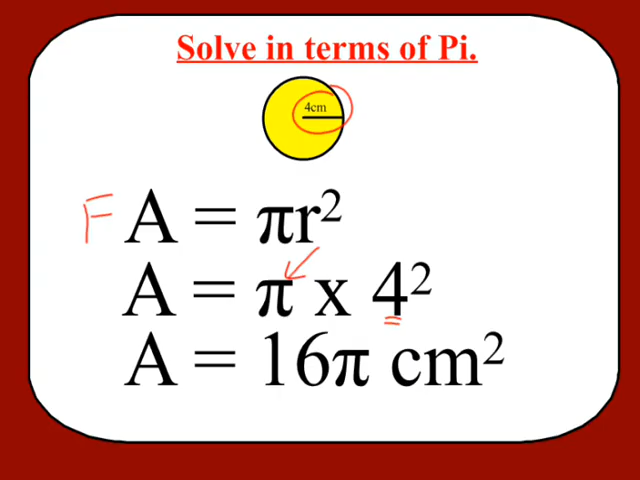 Solve in terms of Pi.
4cm
F A = πr²
A = π x 4²
A = 16π cm²